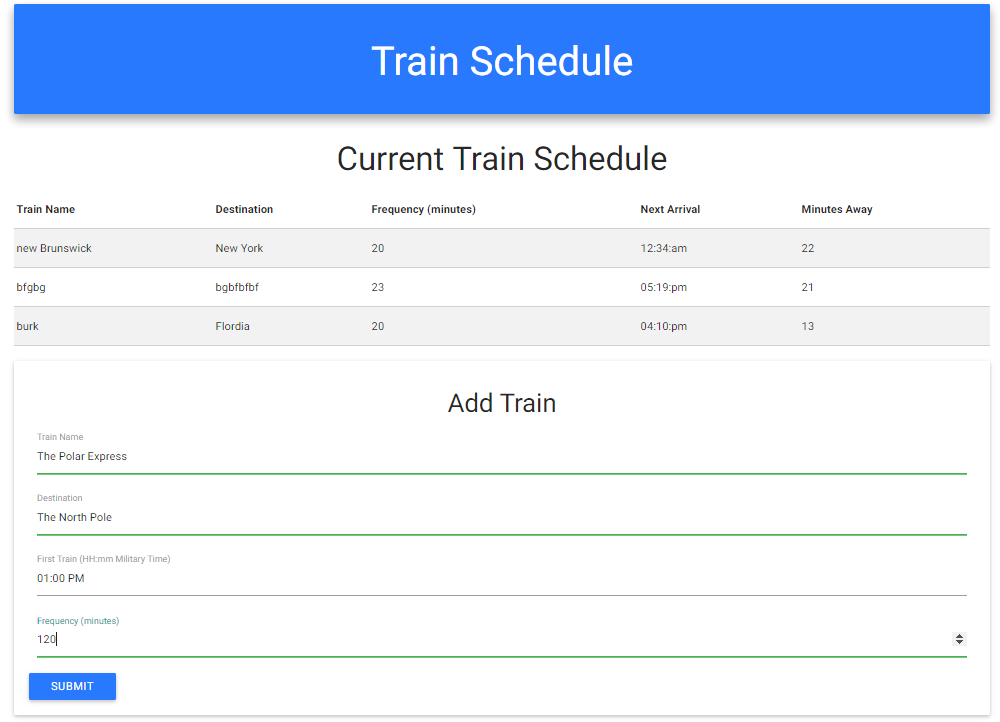 Train Schedule
Current Train Schedule
Train Name Destination Frequency (minutes) Next Arrival Minutes Away
new Brunswick New York 20 12:34:am 22
bfgbg bgbfbfbf 23 05:19:pm 21
burk Flordia 20 04:10:pm 13
Add Train
Train Name
The Polar Express
Destination
The North Pole
First Train (HH:mm Military Time)
01:00 PM
Frequency (minutes)
120
SUBMIT